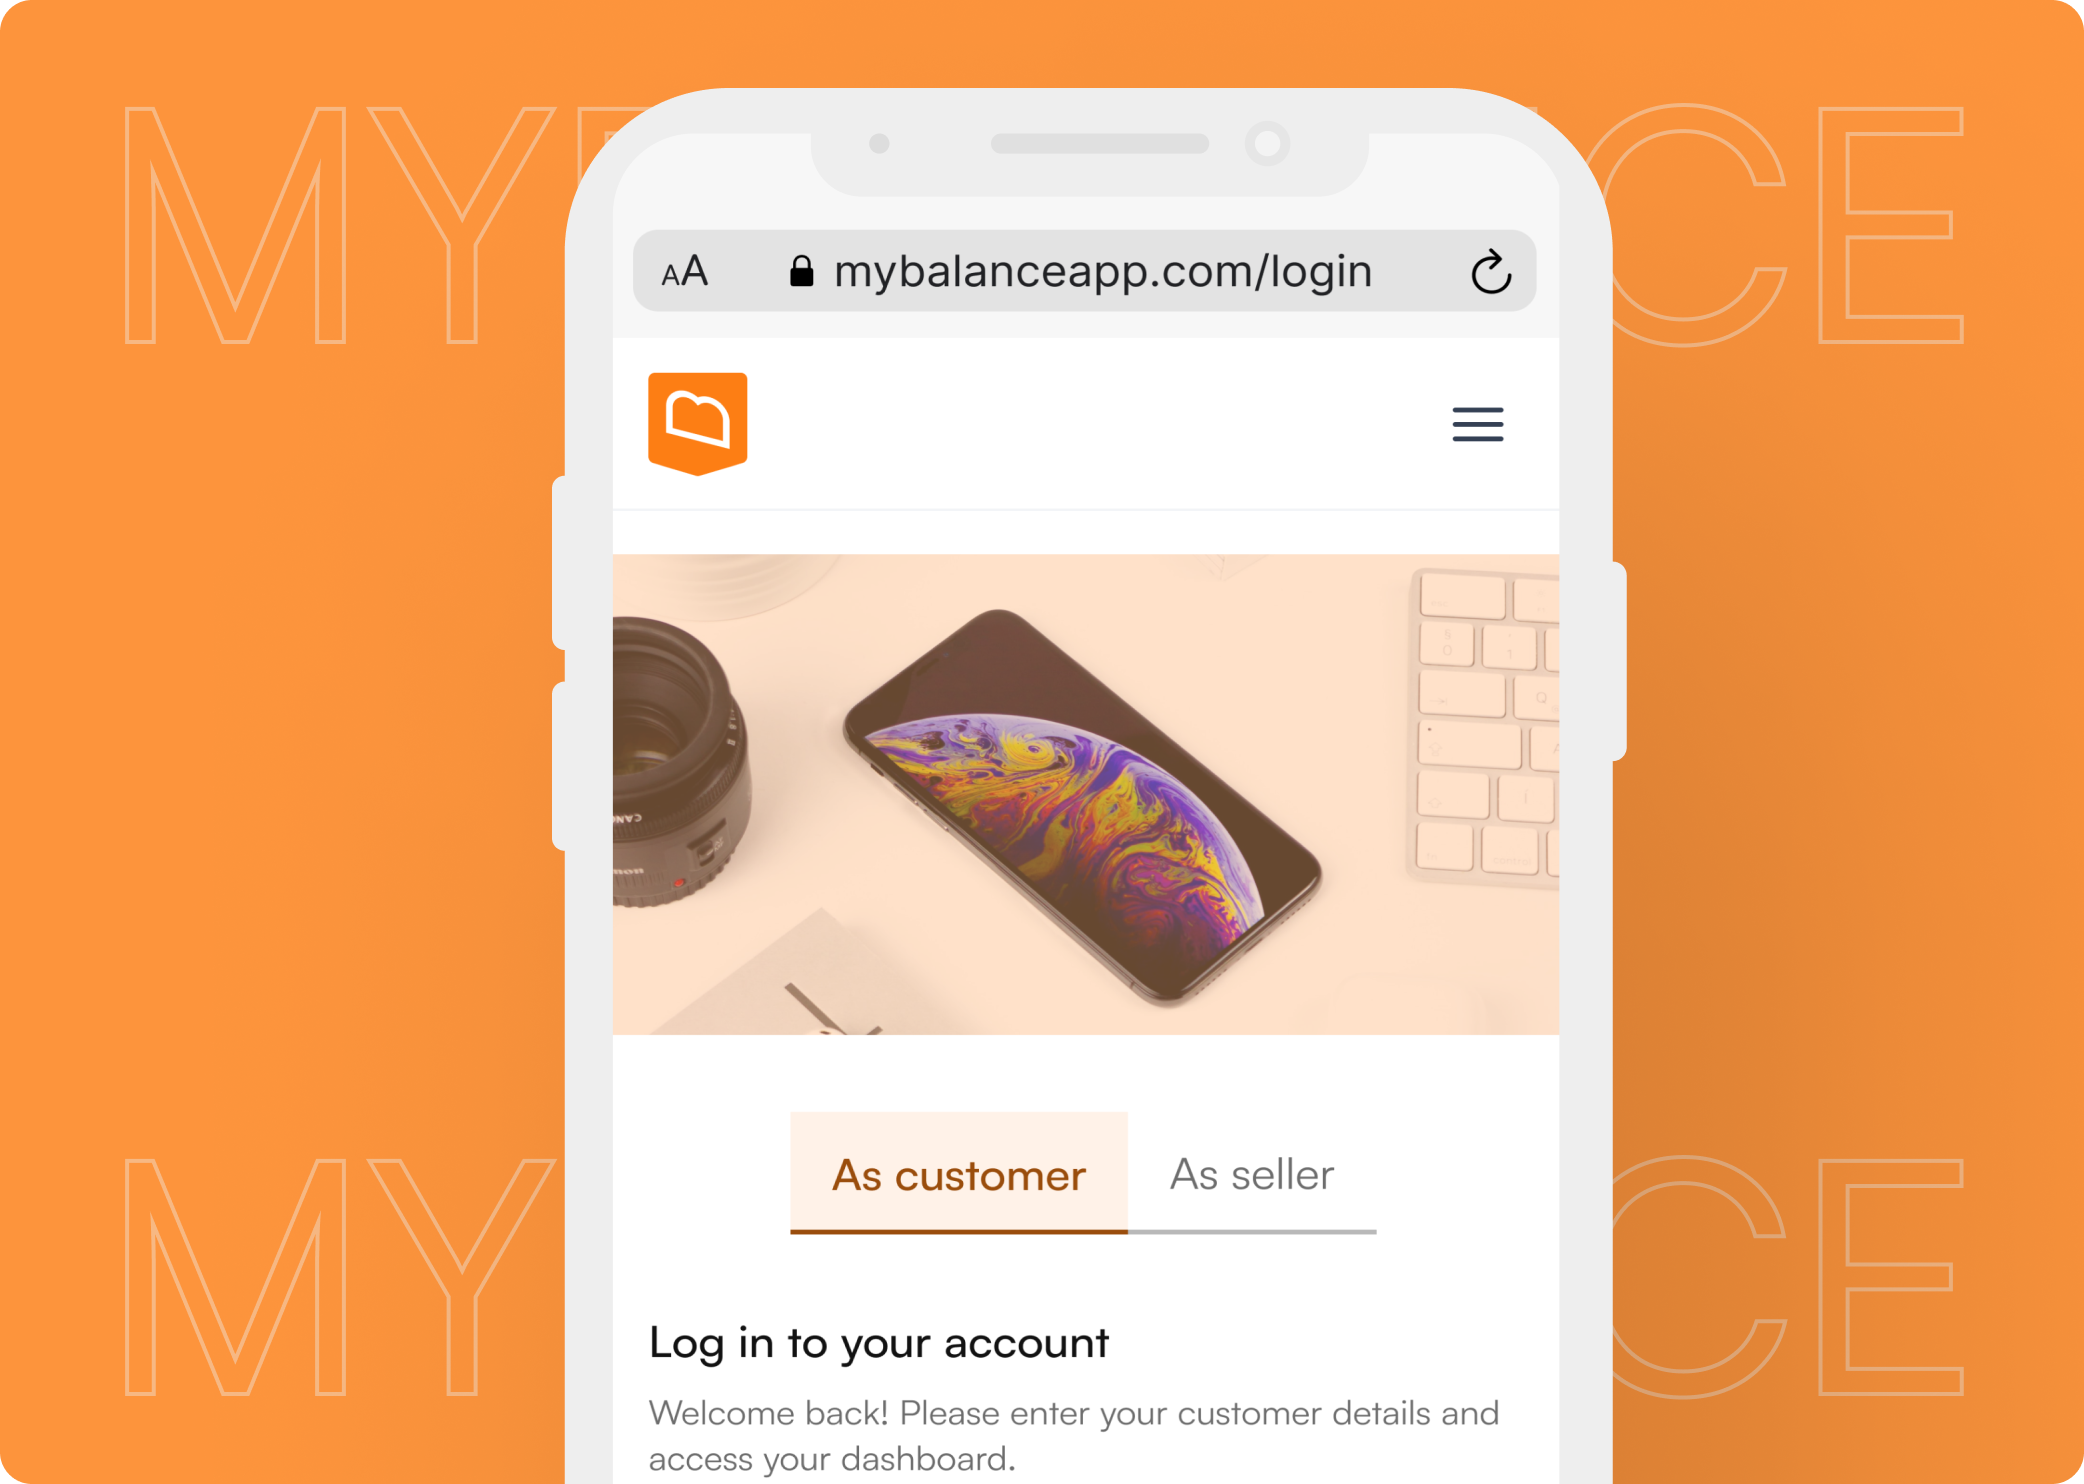 MY CE
AA mybalanceapp.com/login
As customer As seller
MY CE
Log in to your account
Welcome back! Please enter your customer details and
access your dashboard.